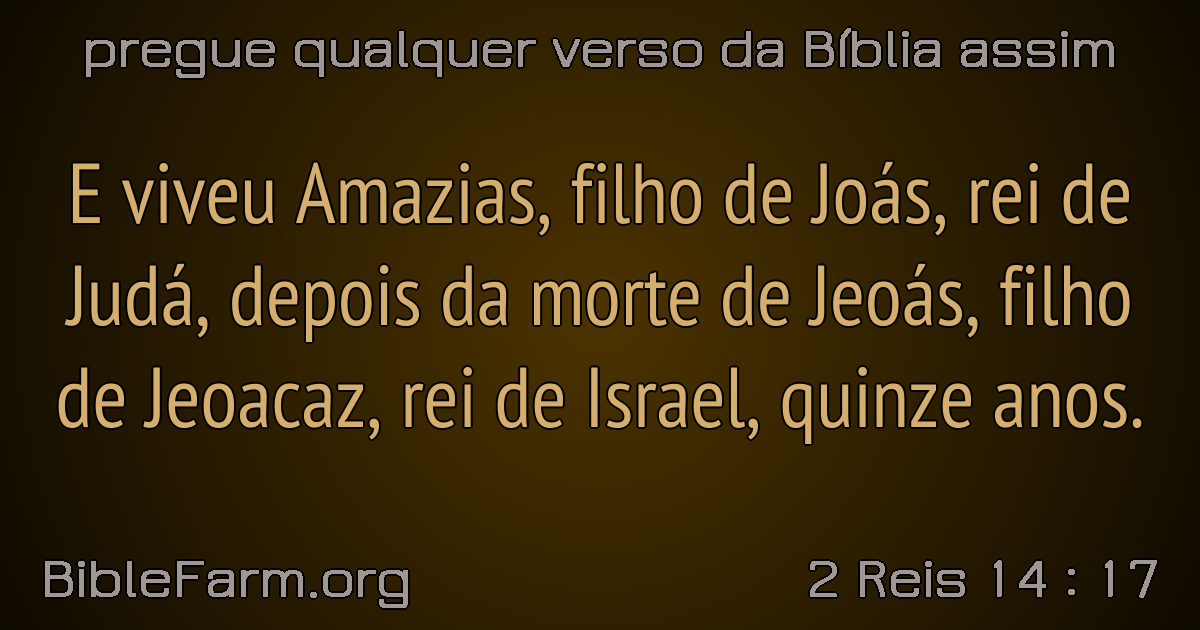 pregue qualquer verso da Bíblia assim
E viveu Amazias, filho de Joás, rei de
Judá, depois da morte de Jeoás, filho
de Jeoacaz, rei de Israel, quinze anos.
BibleFarm.org
2 Reis 14 : 17